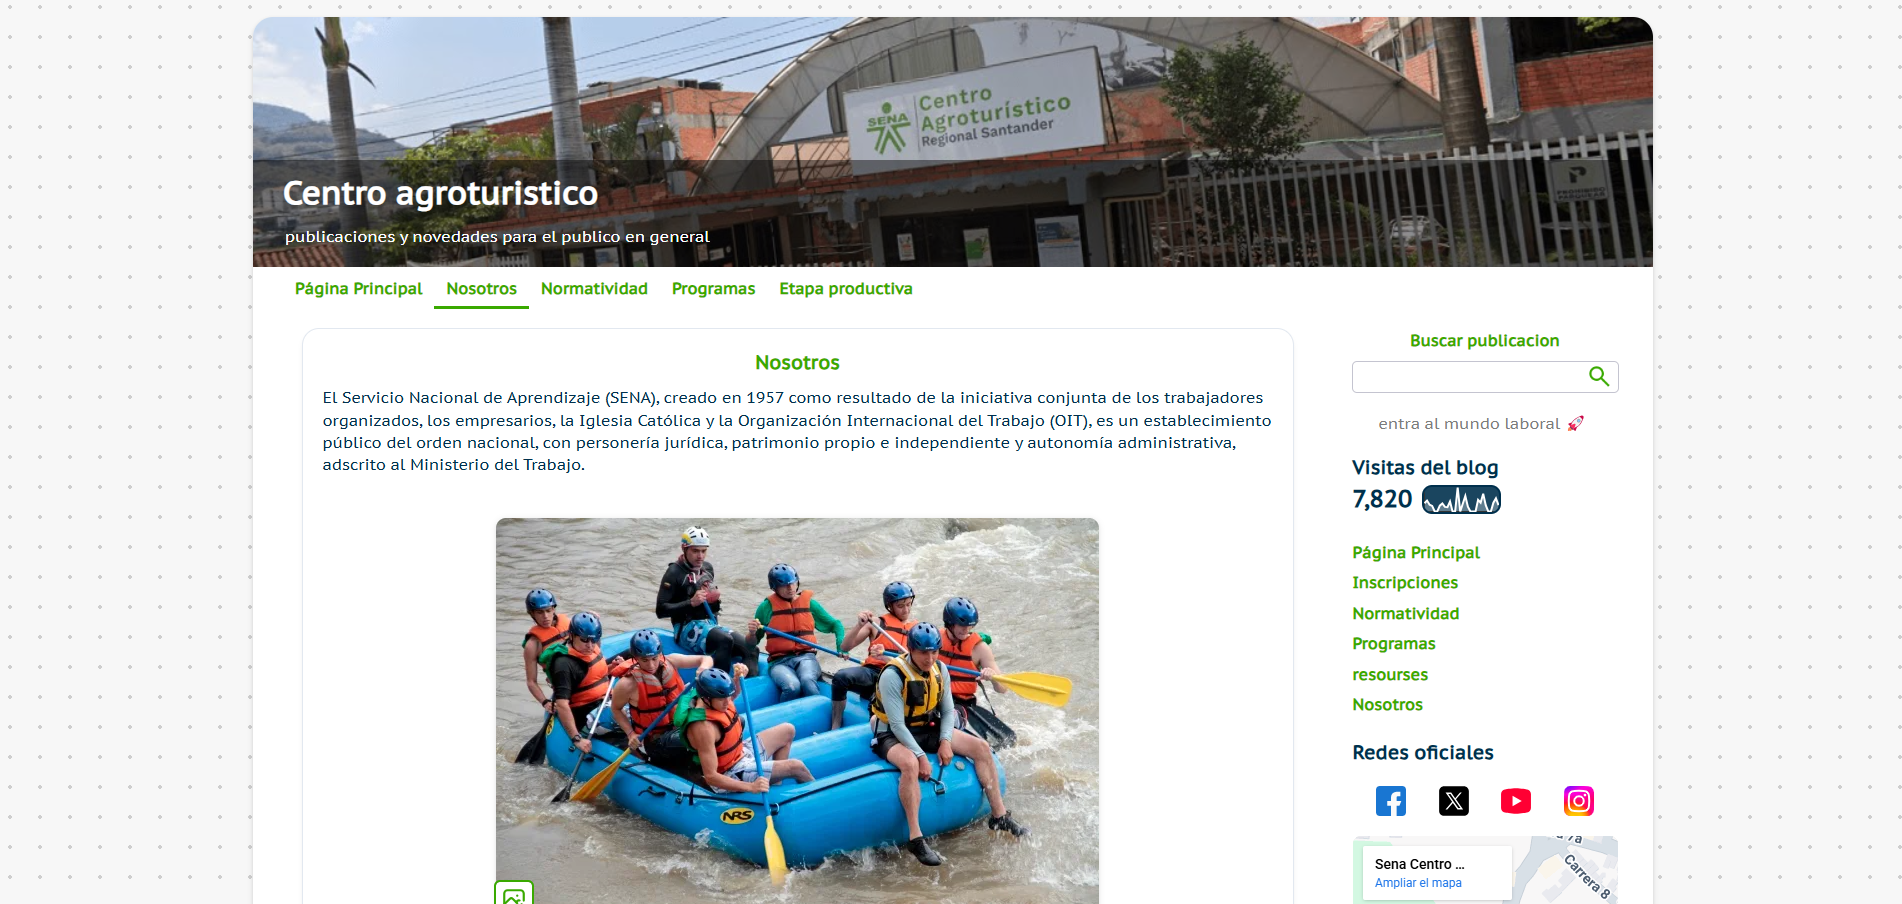 SENA
Centro
Agroturístico
Regional Santander
PROHIBIDO
PARQUEAR
Centro agroturistico
publicaciones y novedades para el publico en general
Página Principal Nosotros Normatividad Programas Etapa productiva
Nosotros
El Servicio Nacional de Aprendizaje (SENA), creado en 1957 como resultado de la iniciativa conjunta de los trabajadores
organizados, los empresarios, la Iglesia Católica y la Organización Internacional del Trabajo (OIT), es un establecimiento
público del orden nacional, con personería jurídica, patrimonio propio e independiente y autonomía administrativa,
adscrito al Ministerio del Trabajo.
NRS
Buscar publicacion
entra al mundo laboral 🚀
Visitas del blog
7,820
Página Principal
Inscripciones
Normatividad
Programas
resourses
Nosotros
Redes oficiales
Sena Centro ...
Ampliar el mapa
Carrera 8